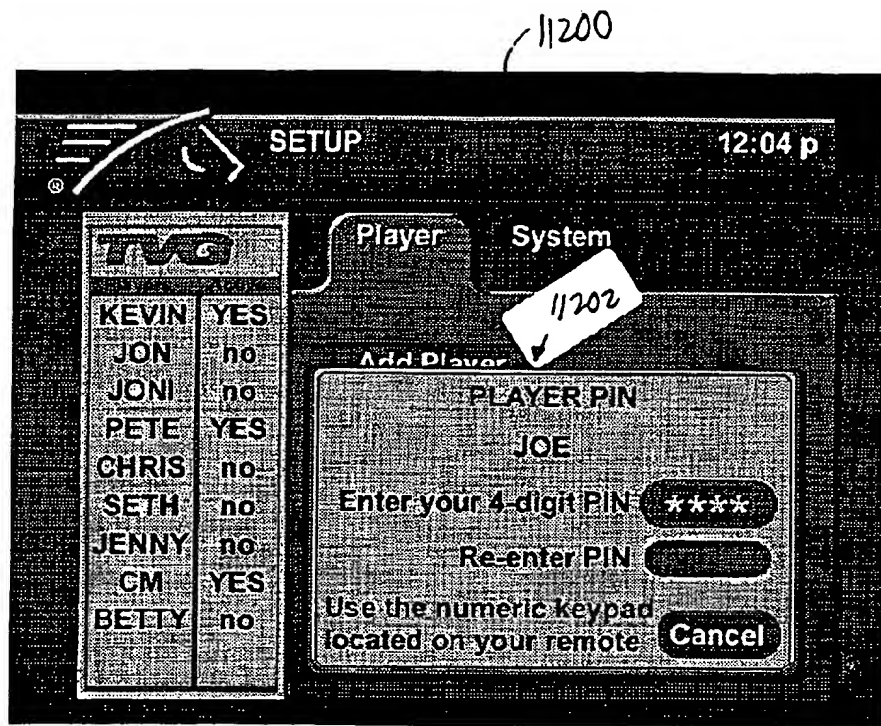 11200
SETUP
12:04 p
®
TVG
Player
System
11202
KEVIN YES
JON no
JONI no
PETE YES
CHRIS no
SETH no
JENNY no
CM YES
BETTY no
Add Player
PLAYER PIN
JOE
Enter your 4-digit PIN ****
Re-enter PIN
Use the numeric keypad
located on your remote
Cancel